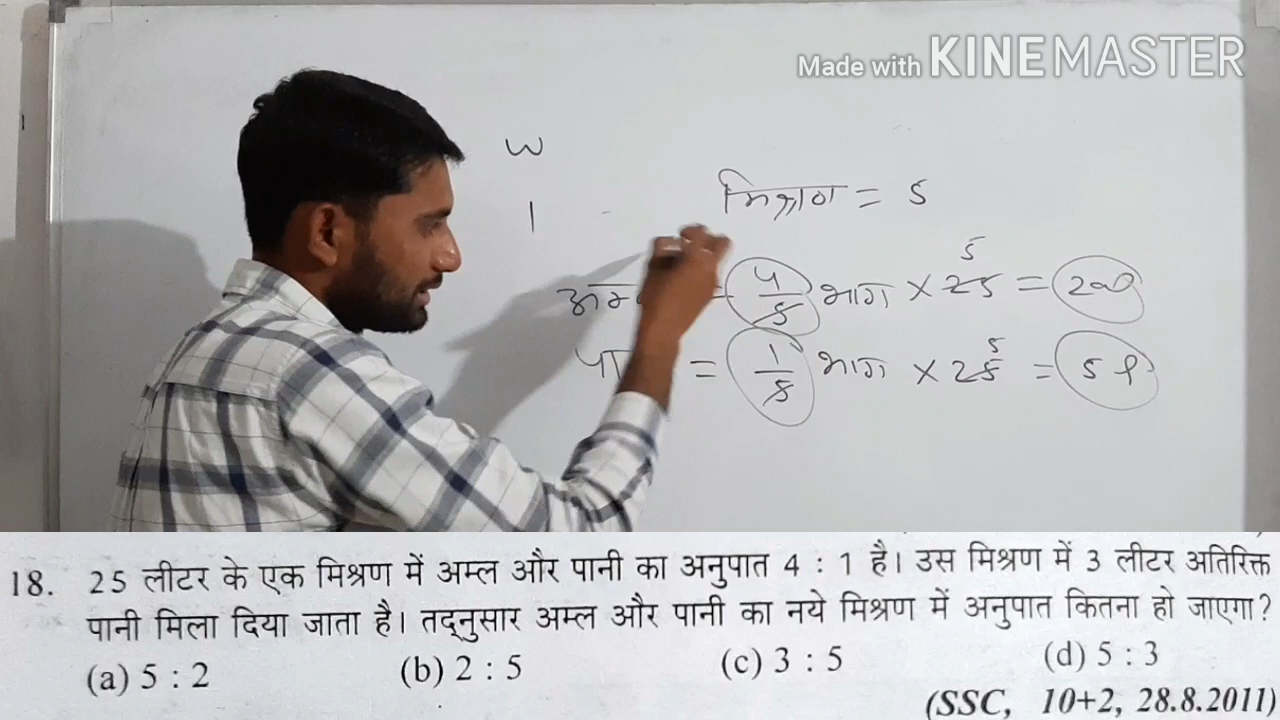 Made with KINEMASTER
W
1
मिश्रण = 5
अम्ल = 4/5 भाग × 25 5 = 20l
= 1/5 भाग × 25 5 = 5 l
18. 25 लीटर के एक मिश्रण में अम्ल और पानी का अनुपात 4 : 1 है। उस मिश्रण में 3 लीटर अतिरिक्त
पानी मिला दिया जाता है। तद्नुसार अम्ल और पानी का नये मिश्रण में अनुपात कितना हो जाएगा?
(a) 5 : 2 (b) 2 : 5 (c) 3 : 5 (d) 5 : 3
(SSC, 10+2, 28.8.2011)